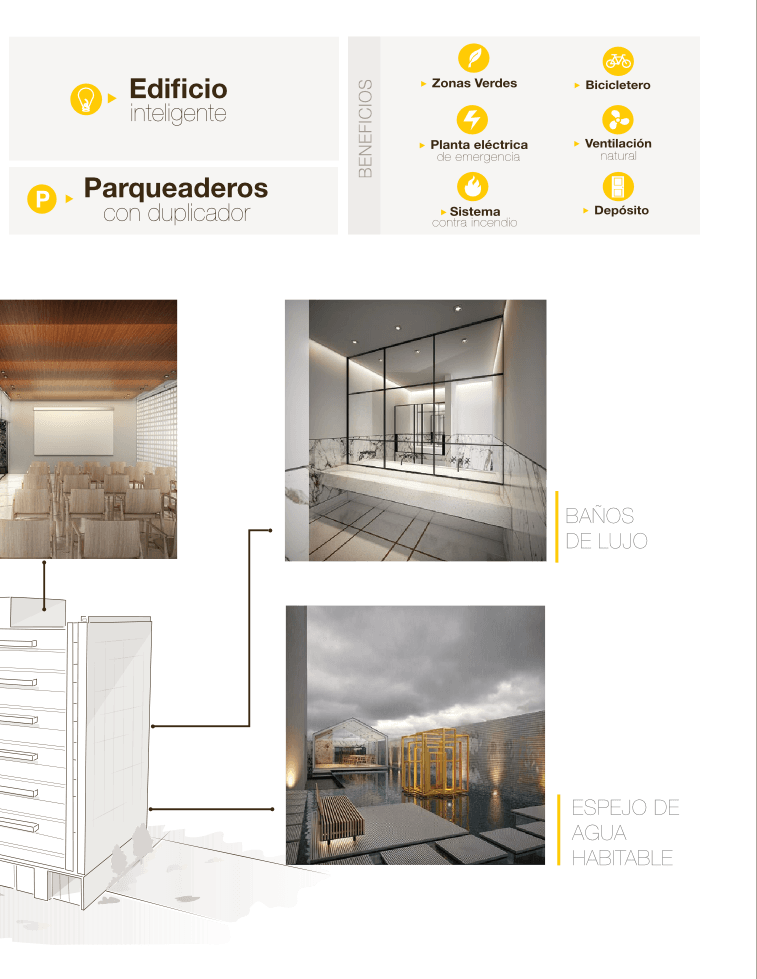 Edificio
inteligente
P
Parqueaderos
con duplicador
BENEFICIOS
Zonas Verdes
Bicicletero
Planta eléctrica
de emergencia
Ventilación
natural
Sistema
contra incendio
Depósito
BAÑOS
DE LUJO
ESPEJO DE
AGUA
HABITABLE